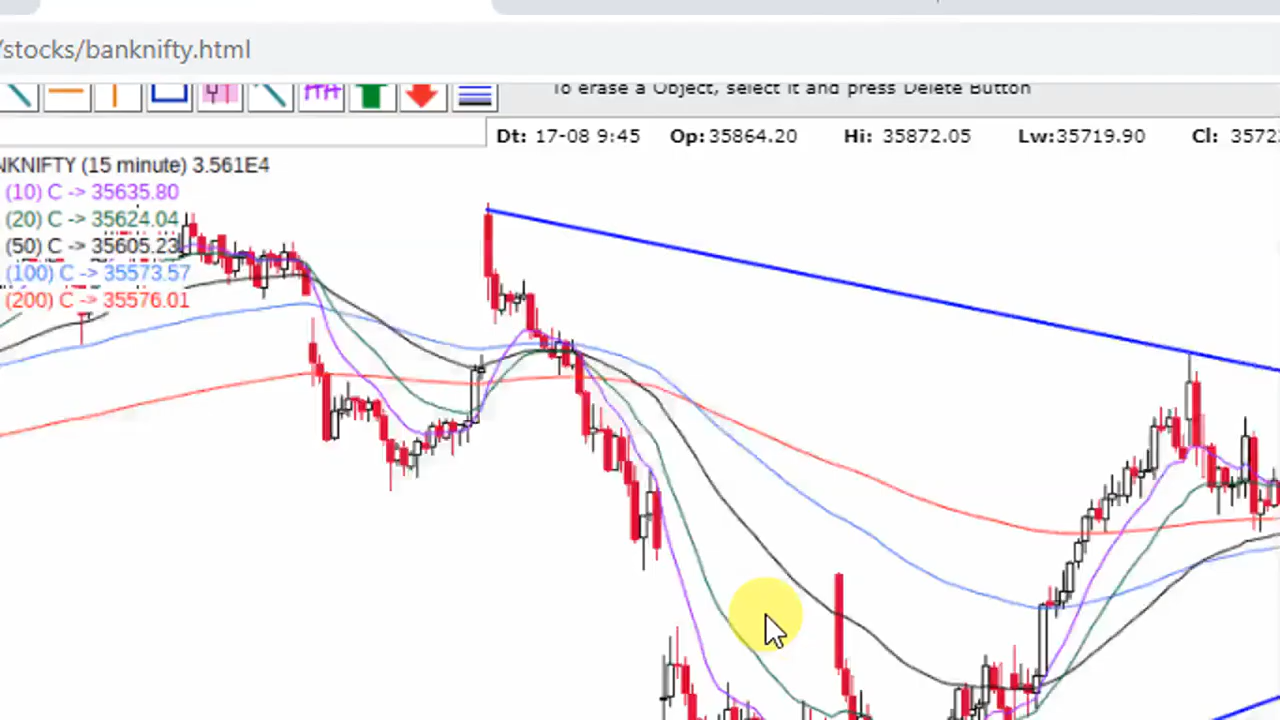 /stocks/banknifty.html
To erase a Object, select it and press Delete Button
Dt: 17-08 9:45 Op:35864.20 Hi: 35872.05 Lw:35719.90 Cl: 3572
NKNIFTY (15 minute) 3.561E4
(10) C -> 35635.80
(20) C -> 35624.04
(50) C -> 35605.23
(100) C -> 35573.57
(200) C -> 35576.01